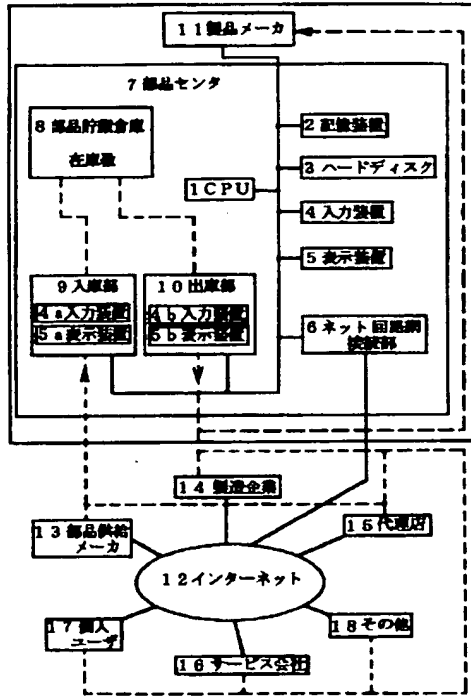 11製品メーカ
7部品センタ
8 部品貯蔵倉庫
在庫数
2 記憶装置
3 ハードディスク
1CPU
4 入力装置
5 表示装置
9入庫部
4a入力装置
5a表示装置
10出庫部
4b入力装置
5b表示装置
6ネット回路網
接続部
14 製造企業
13部品供給
メーカ
15代理店
12インターネット
17個人
ユーザ
18その他
16サービス会社